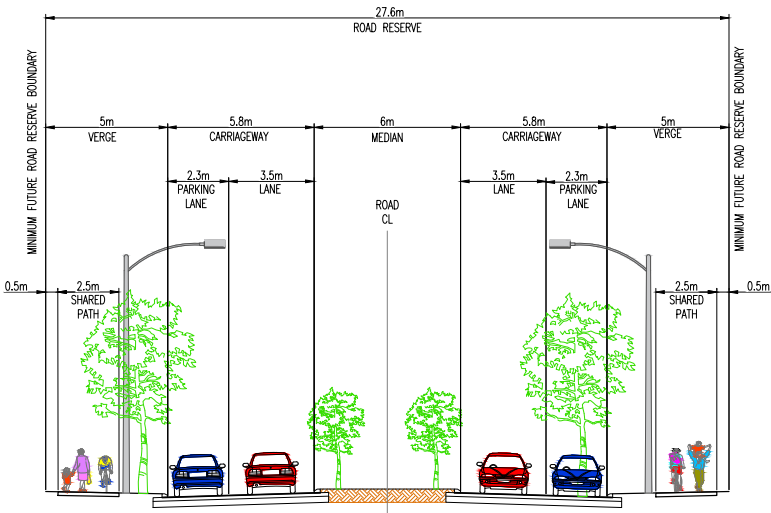 27.6m
ROAD RESERVE
MINIMUM FUTURE ROAD RESERVE BOUNDARY
MINIMUM FUTURE ROAD RESERVE BOUNDARY
5m
VERGE
5.8m
CARRIAGEWAY
6m
MEDIAN
5.8m
CARRIAGEWAY
5m
VERGE
2.3m
PARKING
LANE
3.5m
LANE
ROAD
CL
3.5m
LANE
2.3m
PARKING
LANE
0.5m
2.5m
SHARED
PATH
2.5m
SHARED
PATH
0.5m